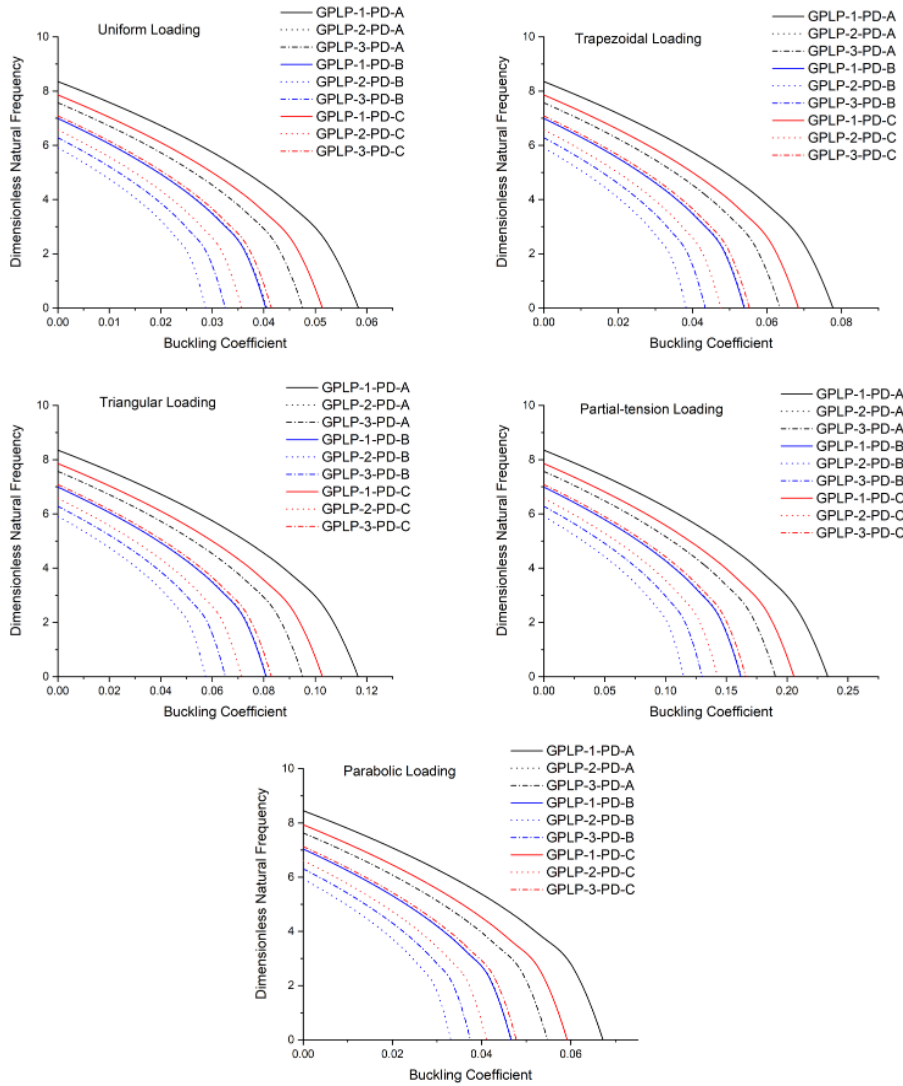 Uniform Loading
GPLP-1-PD-A
GPLP-2-PD-A
GPLP-3-PD-A
GPLP-1-PD-B
GPLP-2-PD-B
GPLP-3-PD-B
GPLP-1-PD-C
GPLP-2-PD-C
GPLP-3-PD-C
Dimensionless Natural Frequency
10
8
6
4
2
0
0.00 0.01 0.02 0.03 0.04 0.05 0.06
Buckling Coefficient
Trapezoidal Loading
GPLP-1-PD-A
GPLP-2-PD-A
GPLP-3-PD-A
GPLP-1-PD-B
GPLP-2-PD-B
GPLP-3-PD-B
GPLP-1-PD-C
GPLP-2-PD-C
GPLP-3-PD-C
Dimensionless Natural Frequency
10
8
6
4
2
0
0.00 0.02 0.04 0.06 0.08
Buckling Coefficient
Triangular Loading
GPLP-1-PD-A
GPLP-2-PD-A
GPLP-3-PD-A
GPLP-1-PD-B
GPLP-2-PD-B
GPLP-3-PD-B
GPLP-1-PD-C
GPLP-2-PD-C
GPLP-3-PD-C
Dimensionless Natural Frequency
10
8
6
4
2
0
0.00 0.02 0.04 0.06 0.08 0.10 0.12
Buckling Coefficient
Partial-tension Loading
GPLP-1-PD-A
GPLP-2-PD-A
GPLP-3-PD-A
GPLP-1-PD-B
GPLP-2-PD-B
GPLP-3-PD-B
GPLP-1-PD-C
GPLP-2-PD-C
GPLP-3-PD-C
Dimensionless Natural Frequency
10
8
6
4
2
0
0.00 0.05 0.10 0.15 0.20 0.25
Buckling Coefficient
Parabolic Loading
GPLP-1-PD-A
GPLP-2-PD-A
GPLP-3-PD-A
GPLP-1-PD-B
GPLP-2-PD-B
GPLP-3-PD-B
GPLP-1-PD-C
GPLP-2-PD-C
GPLP-3-PD-C
Dimensionless Natural Frequency
10
8
6
4
2
0
0.00 0.02 0.04 0.06
Buckling Coefficient